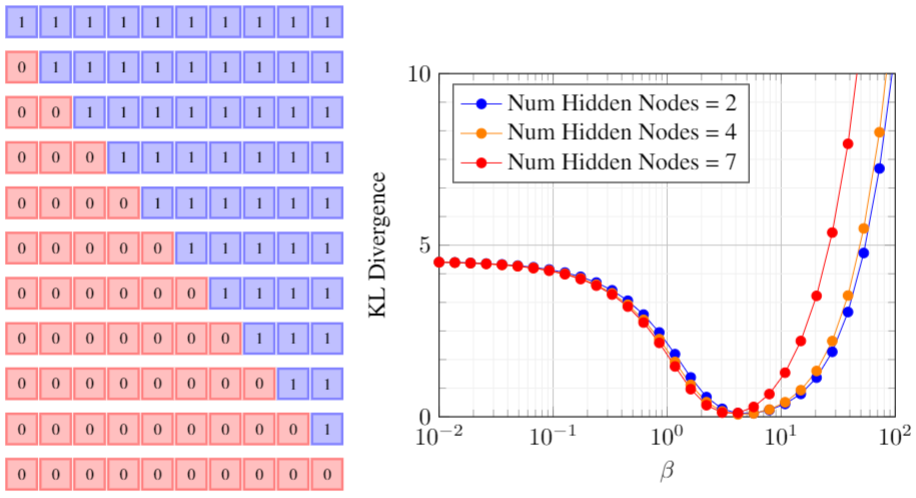 1 1 1 1 1 1 1 1 1 1
0 1 1 1 1 1 1 1 1 1
0 0 1 1 1 1 1 1 1 1
0 0 0 1 1 1 1 1 1 1
0 0 0 0 1 1 1 1 1 1
0 0 0 0 0 1 1 1 1 1
0 0 0 0 0 0 1 1 1 1
0 0 0 0 0 0 0 1 1 1
0 0 0 0 0 0 0 0 1 1
0 0 0 0 0 0 0 0 0 1
0 0 0 0 0 0 0 0 0 0
KL Divergence
10
5
0
Num Hidden Nodes = 2
Num Hidden Nodes = 4
Num Hidden Nodes = 7
10⁻² 10⁻¹ 10⁰ 10¹ 10²
β